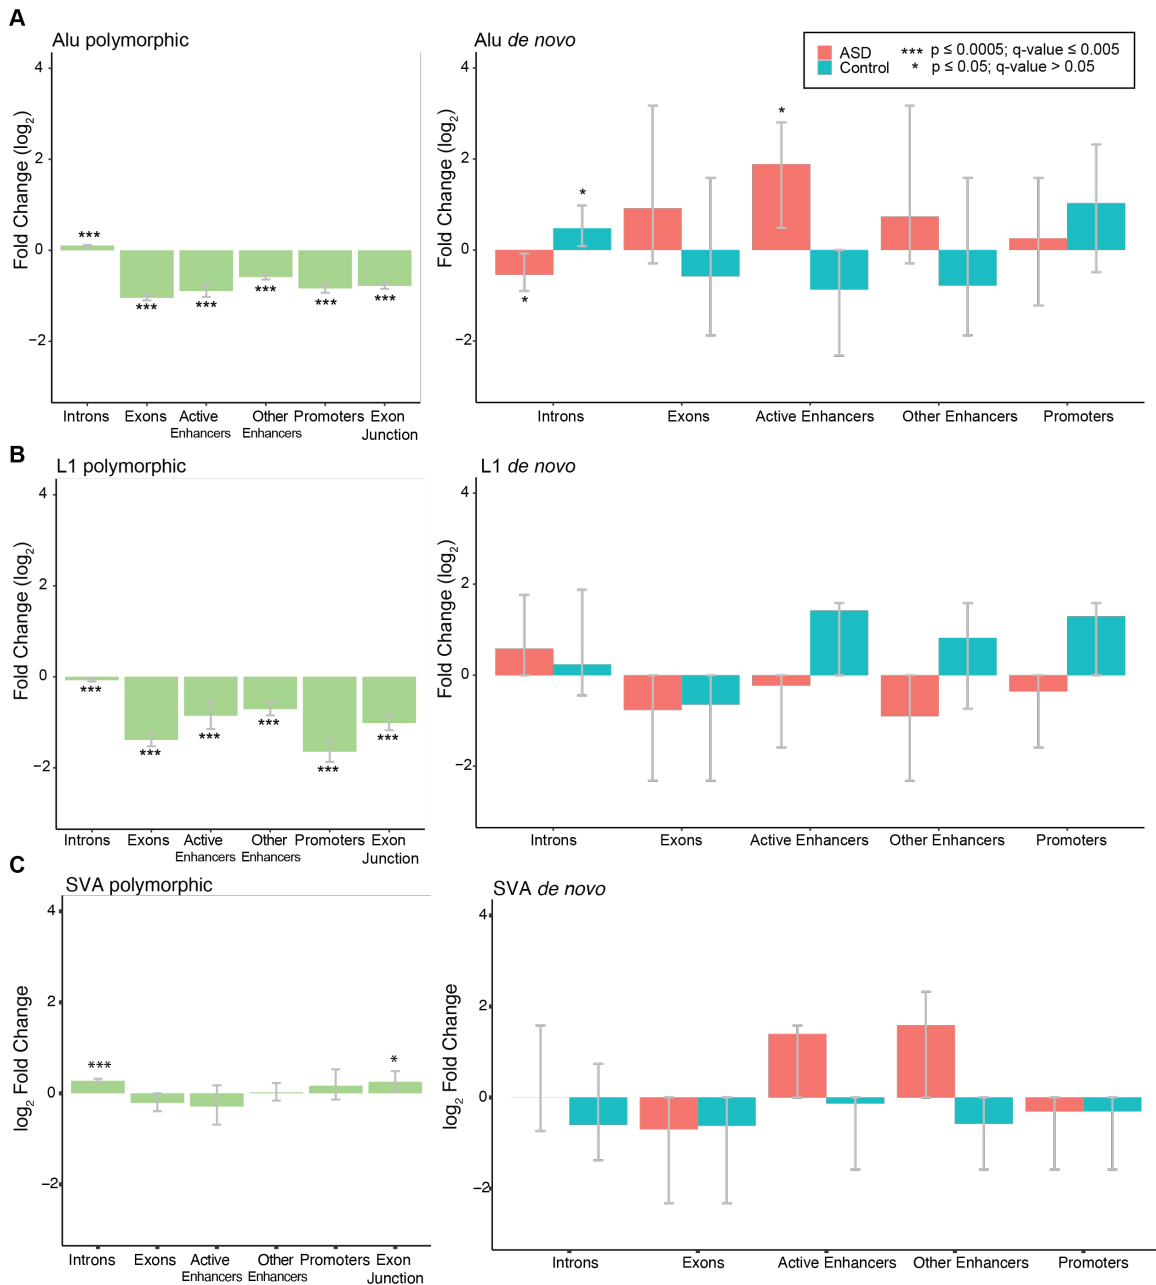 A
Alu polymorphic
Fold Change (log2)
4
2
0
−2
***
***
***
***
***
***
Introns
Exons
Active
Enhancers
Other
Enhancers
Promoters
Exon
Junction
Alu de novo
ASD
Control
*** p ≤ 0.0005; q-value ≤ 0.005
* p ≤ 0.05; q-value > 0.05
Fold Change (log2)
4
2
0
−2
*
*
*
Introns
Exons
Active Enhancers
Other Enhancers
Promoters
B
L1 polymorphic
Fold Change (log2)
4
2
0
−2
***
***
***
***
***
***
Introns
Exons
Active
Enhancers
Other
Enhancers
Promoters
Exon
Junction
L1 de novo
Fold Change (log2)
4
2
0
−2
Introns
Exons
Active Enhancers
Other Enhancers
Promoters
C
SVA polymorphic
log2 Fold Change
4
2
0
−2
***
*
Introns
Exons
Active
Enhancers
Other
Enhancers
Promoters
Exon
Junction
SVA de novo
log2 Fold Change
4
2
0
−2
Introns
Exons
Active Enhancers
Other Enhancers
Promoters